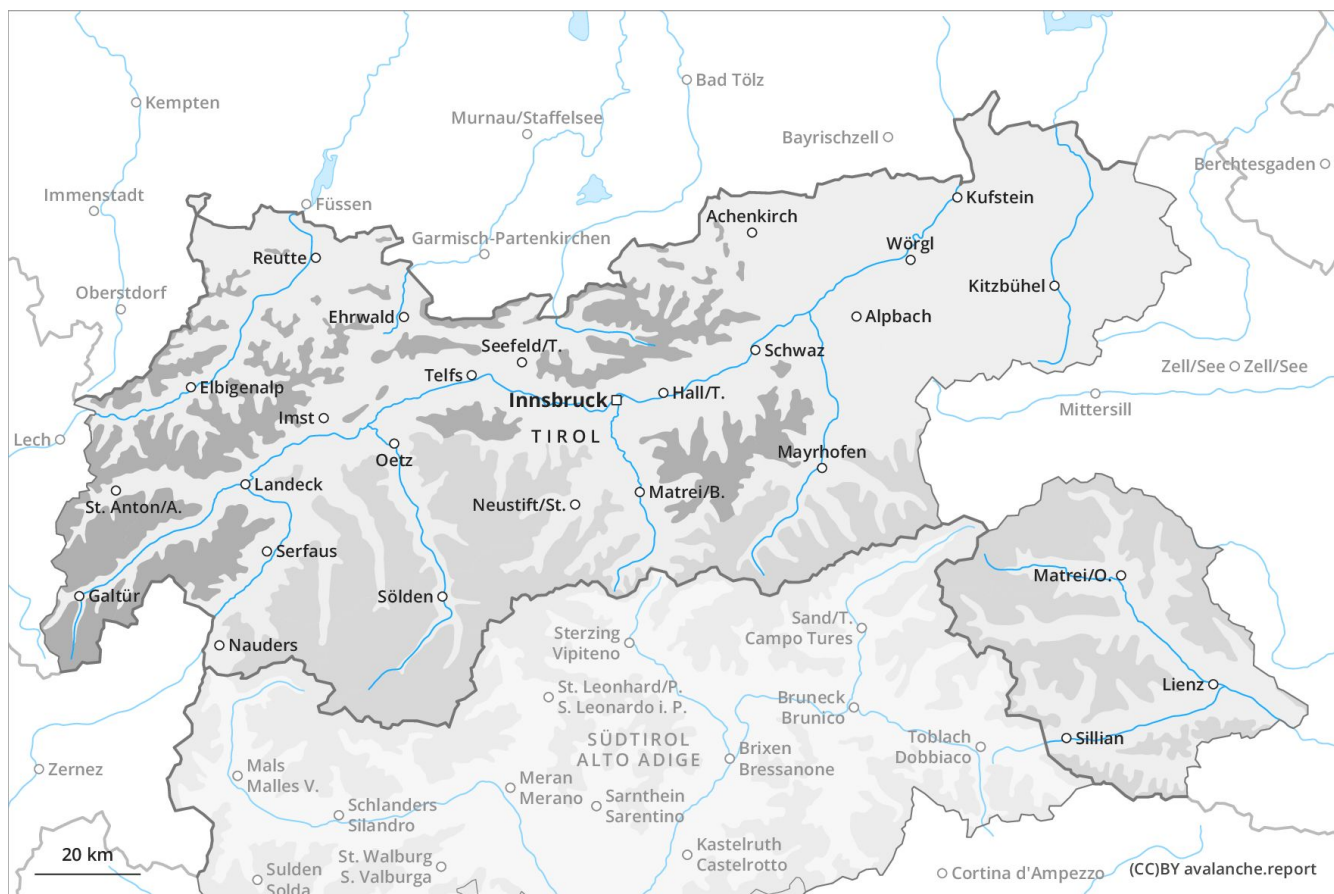 Bad Tölz
Kempten
Murnau/Staffelsee
Bayrischzell
Berchtesgaden
Immenstadt
Füssen
Kufstein
Achenkirch
Garmisch-Partenkirchen
Wörgl
Reutte
Kitzbühel
Oberstdorf
Ehrwald
Alpbach
Seefeld/T.
Schwaz
Zell/See
Zell/See
Telfs
Elbigenalp
Hall/T.
Innsbruck
Mittersill
Imst
Lech
TIROL
Oetz
Mayrhofen
Landeck
St. Anton/A.
Neustift/St.
Matrei/B.
Serfaus
Matrei/O.
Galtür
Sölden
Sand/T.
Campo Tures
Sterzing
Vipiteno
Nauders
Lienz
St. Leonhard/P.
S. Leonardo i. P.
Bruneck
Brunico
SÜDTIROL
ALTO ADIGE
Toblach
Dobbiaco
Sillian
Brixen
Bressanone
Zernez
Mals
Malles V.
Meran
Merano
Sarnthein
Sarentino
Schlanders
Silandro
Kastelruth
Castelrotto
20 km
St. Walburg
S. Valburga
Sulden
Solda
Cortina d'Ampezzo
(CC)BY avalanche.report